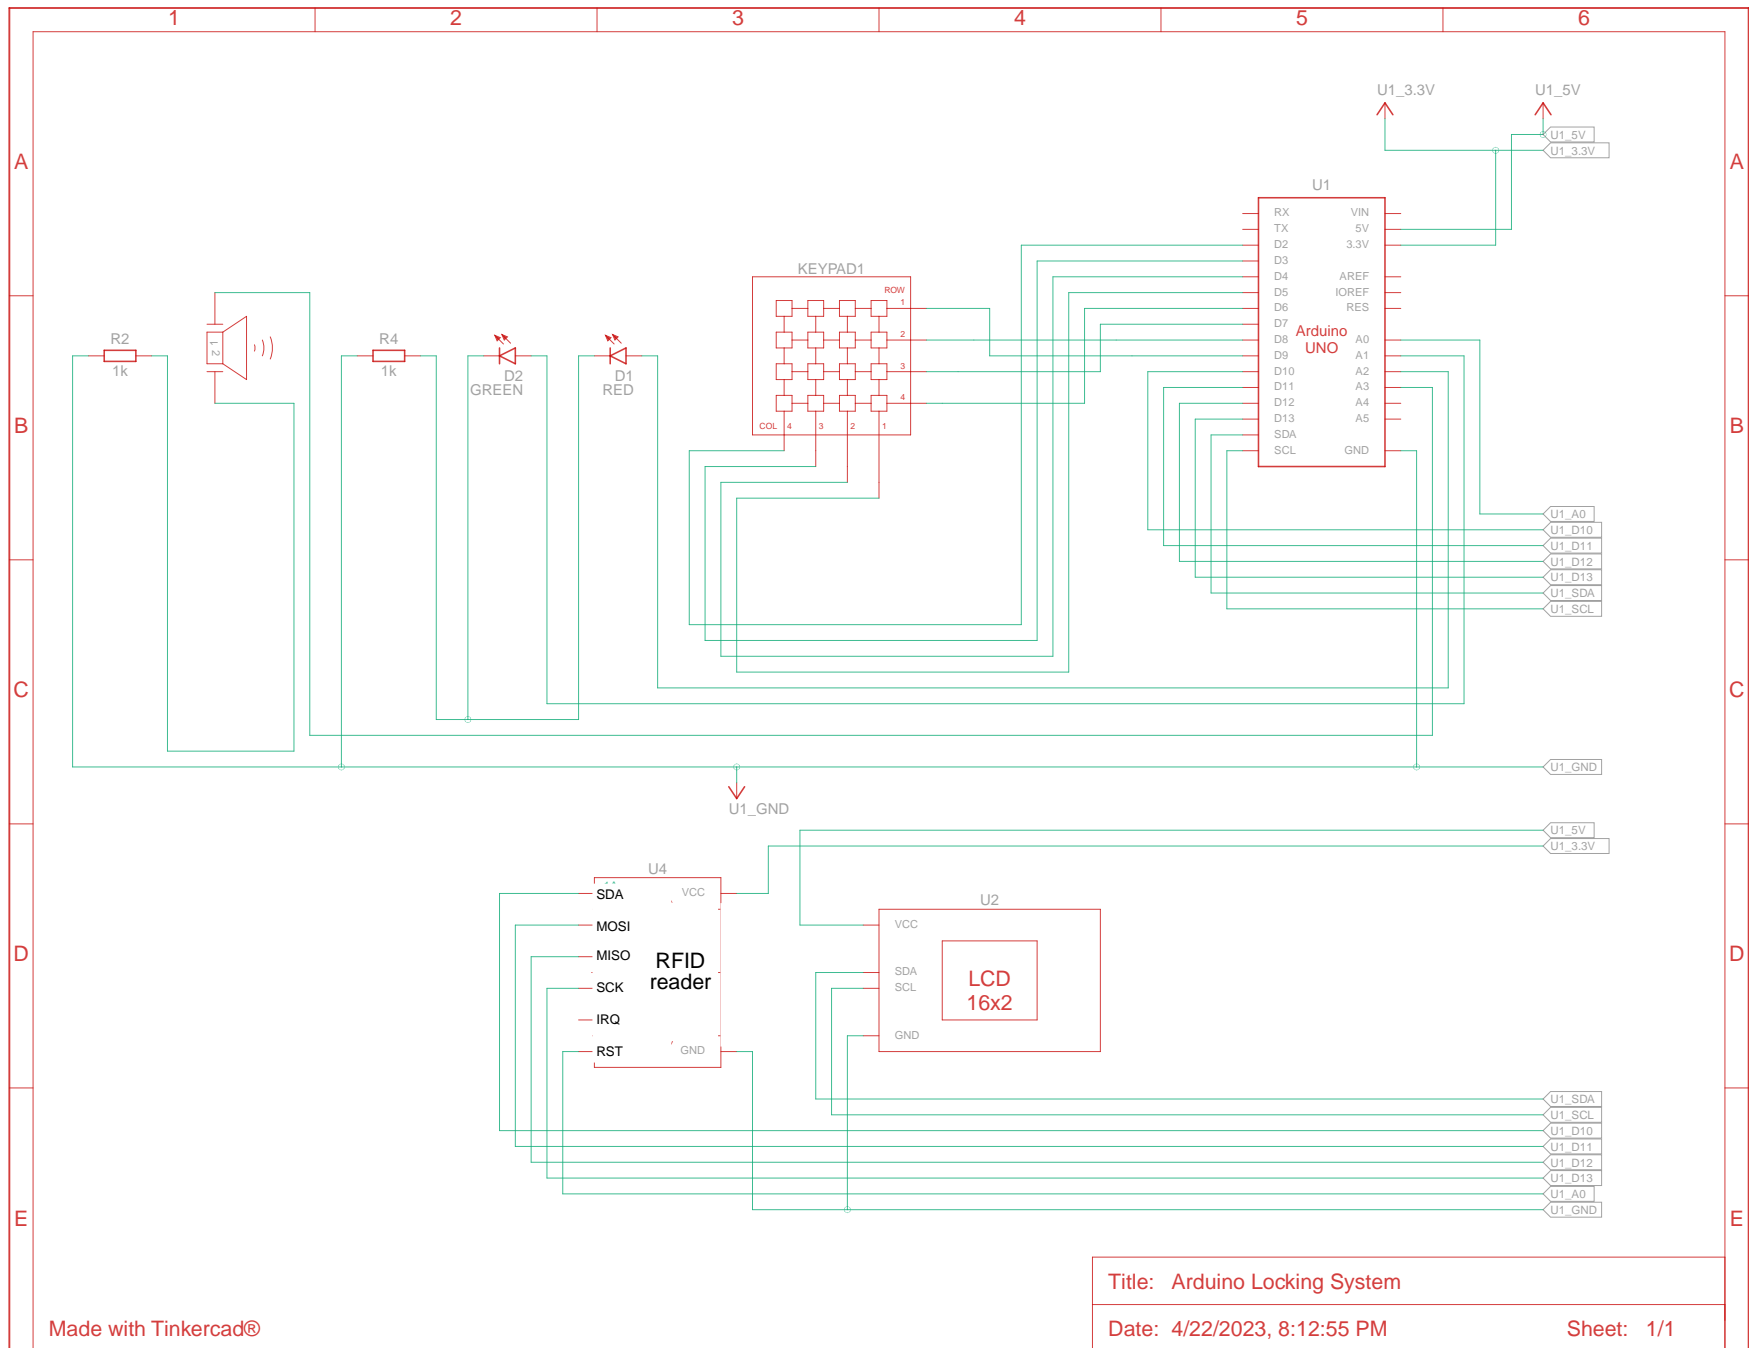 1 2 3 4 5 6
U1_3.3V U1_5V
U1_5V
U1_3.3V
A A
U1
RX VIN
TX 5V
D2 3.3V
D3
D4 AREF
D5 IOREF
D6 RES
D7
D8 A0
D9 A1
D10 A2
D11 A3
D12 A4
D13 A5
SDA
SCL GND
Arduino
UNO
KEYPAD1
ROW
1
2
3
4
COL 4 3 2 1
R2
1k
1
2
R4
1k
D2
GREEN
D1
RED
B B
U1_A0
U1_D10
U1_D11
U1_D12
U1_D13
U1_SDA
U1_SCL
C C
U1_GND
U1_GND
U1_5V
U1_3.3V
U4
SDA VCC
MOSI
MISO
SCK
IRQ
RST GND
RFID
reader
U2
VCC
SDA
SCL
GND
LCD
16x2
D D
U1_SDA
U1_SCL
U1_D10
U1_D11
U1_D12
U1_D13
U1_A0
U1_GND
E E
Title: Arduino Locking System
Made with Tinkercad®
Date: 4/22/2023, 8:12:55 PM Sheet: 1/1